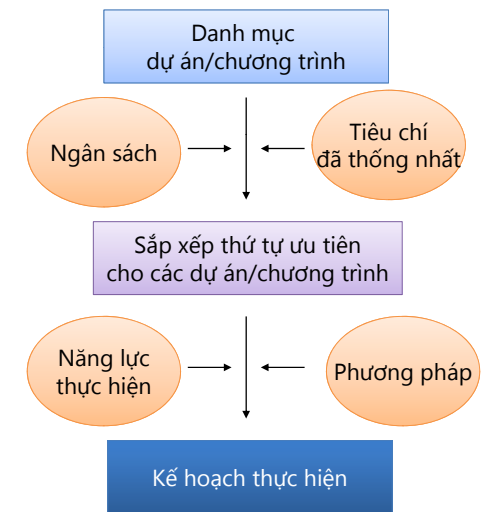 Danh mục
dự án/chương trình
Ngân sách
Tiêu chí
đã thống nhất
Sắp xếp thứ tự ưu tiên
cho các dự án/chương trình
Năng lực
thực hiện
Phương pháp
Kế hoạch thực hiện